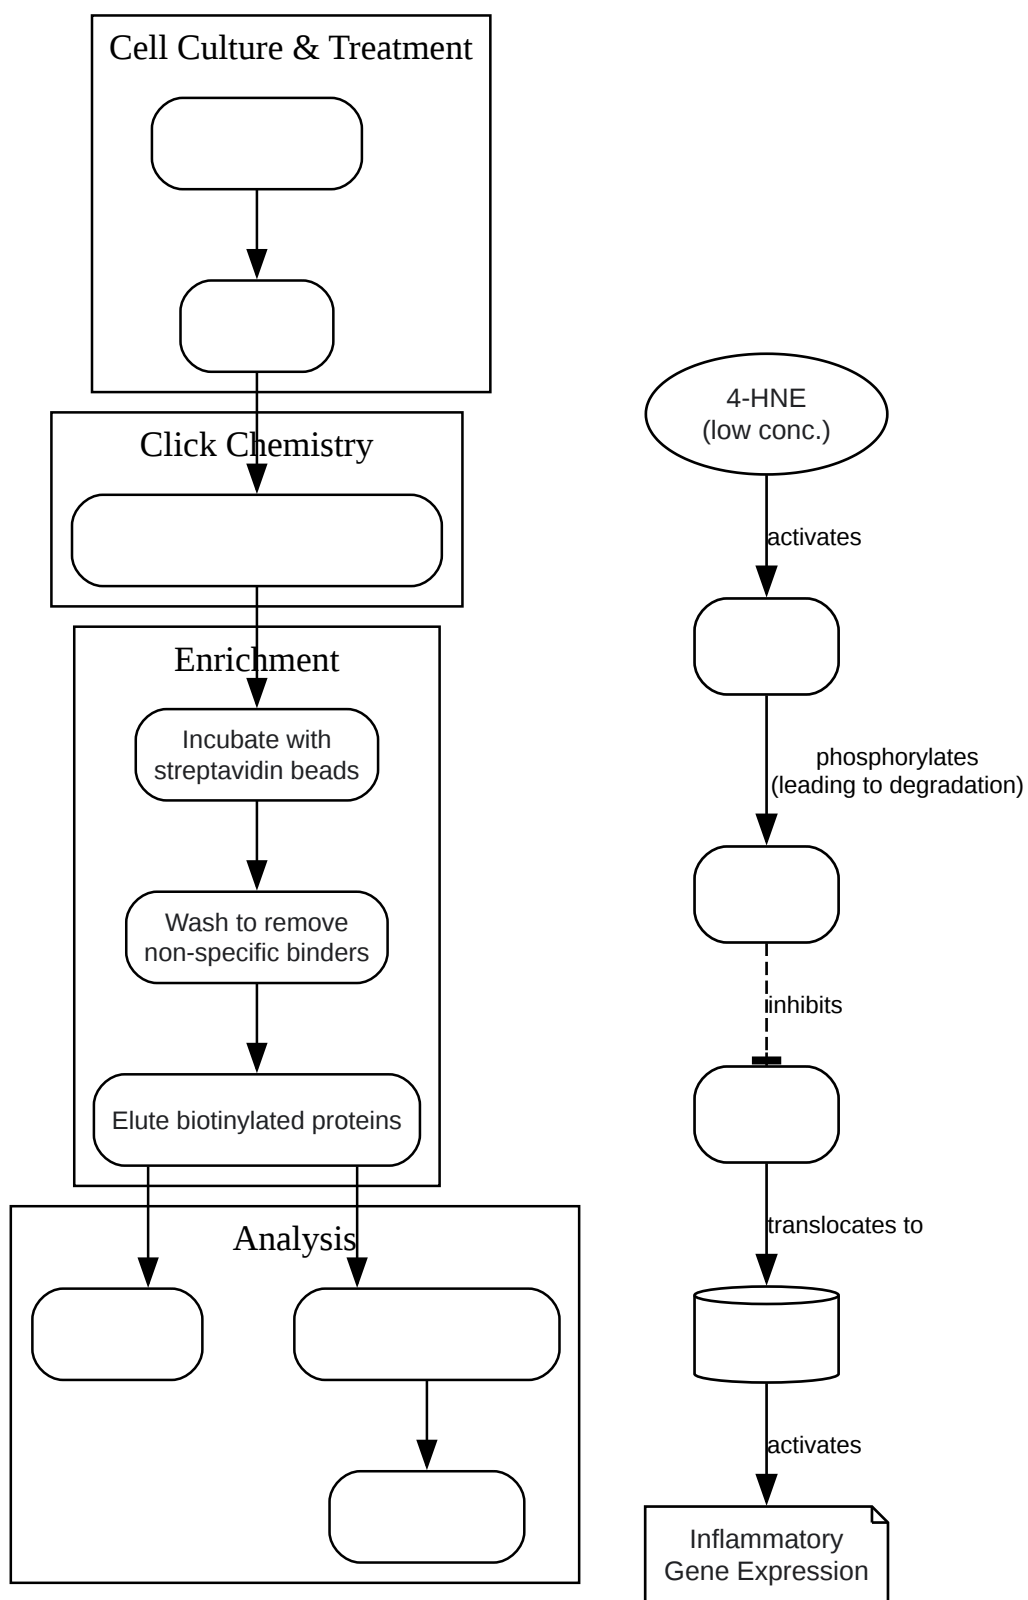 Cell Culture & Treatment
Click Chemistry
Enrichment
Incubate with
streptavidin beads
Wash to remove
non-specific binders
Elute biotinylated proteins
Analysis
4-HNE
(low conc.)
activates
phosphorylates
(leading to degradation)
inhibits
translocates to
activates
Inflammatory
Gene Expression